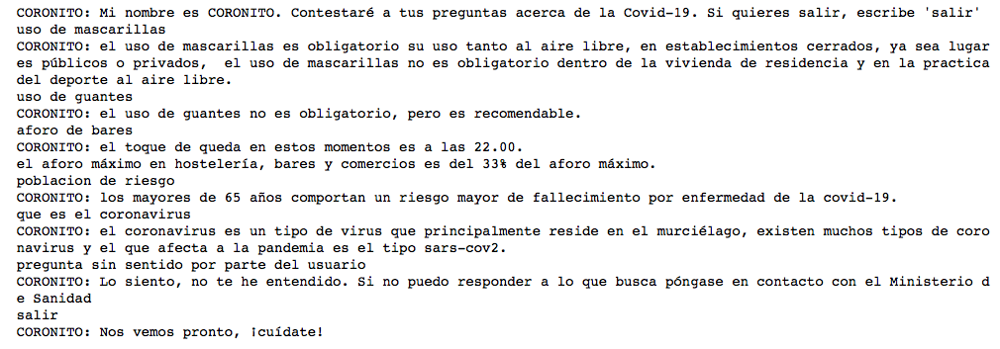 CORONITO: Mi nombre es CORONITO. Contestaré a tus preguntas acerca de la Covid-19. Si quieres salir, escribe 'salir'
uso de mascarillas
CORONITO: el uso de mascarillas es obligatorio su uso tanto al aire libre, en establecimientos cerrados, ya sea lugar
es públicos o privados,  el uso de mascarillas no es obligatorio dentro de la vivienda de residencia y en la practica
del deporte al aire libre.
uso de guantes
CORONITO: el uso de guantes no es obligatorio, pero es recomendable.
aforo de bares
CORONITO: el toque de queda en estos momentos es a las 22.00.
el aforo máximo en hostelería, bares y comercios es del 33% del aforo máximo.
poblacion de riesgo
CORONITO: los mayores de 65 años comportan un riesgo mayor de fallecimiento por enfermedad de la covid-19.
que es el coronavirus
CORONITO: el coronavirus es un tipo de virus que principalmente reside en el murciélago, existen muchos tipos de coro
navirus y el que afecta a la pandemia es el tipo sars-cov2.
pregunta sin sentido por parte del usuario
CORONITO: Lo siento, no te he entendido. Si no puedo responder a lo que busca póngase en contacto con el Ministerio d
e Sanidad
salir
CORONITO: Nos vemos pronto, ¡cuídate!